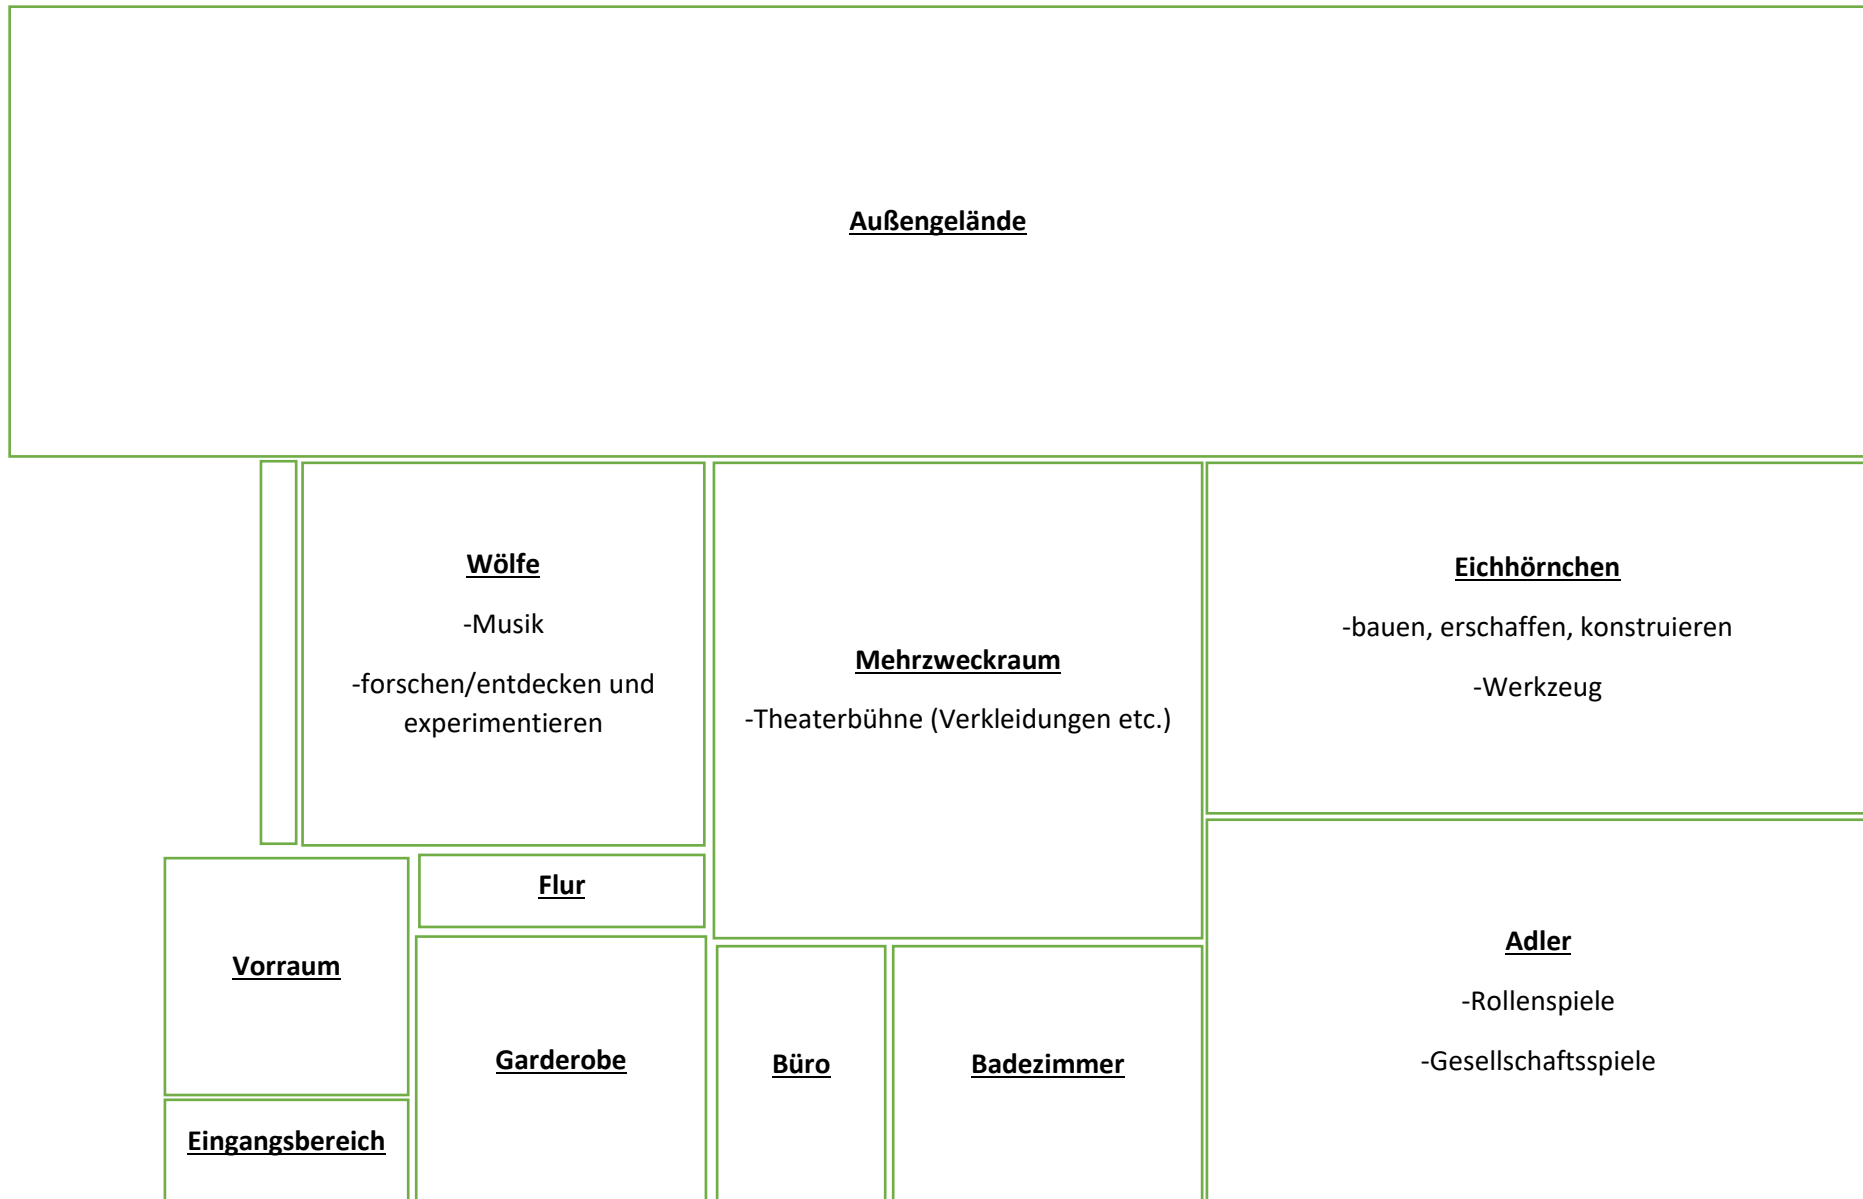 Außengelände
Wölfe
-Musik
-forschen/entdecken und
experimentieren
Mehrzweckraum
-Theaterbühne (Verkleidungen etc.)
Eichhörnchen
-bauen, erschaffen, konstruieren
-Werkzeug
Flur
Vorraum
Garderobe
Büro
Badezimmer
Adler
-Rollenspiele
-Gesellschaftsspiele
Eingangsbereich